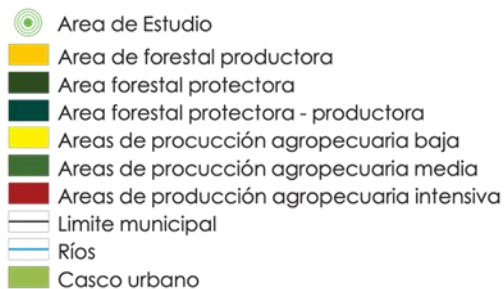 Area de Estudio
Area de forestal productora
Area forestal protectora
Area forestal protectora - productora
Areas de procucción agropecuaria baja
Areas de procucción agropecuaria media
Areas de producción agropecuaria intensiva
Limite municipal
Ríos
Casco urbano